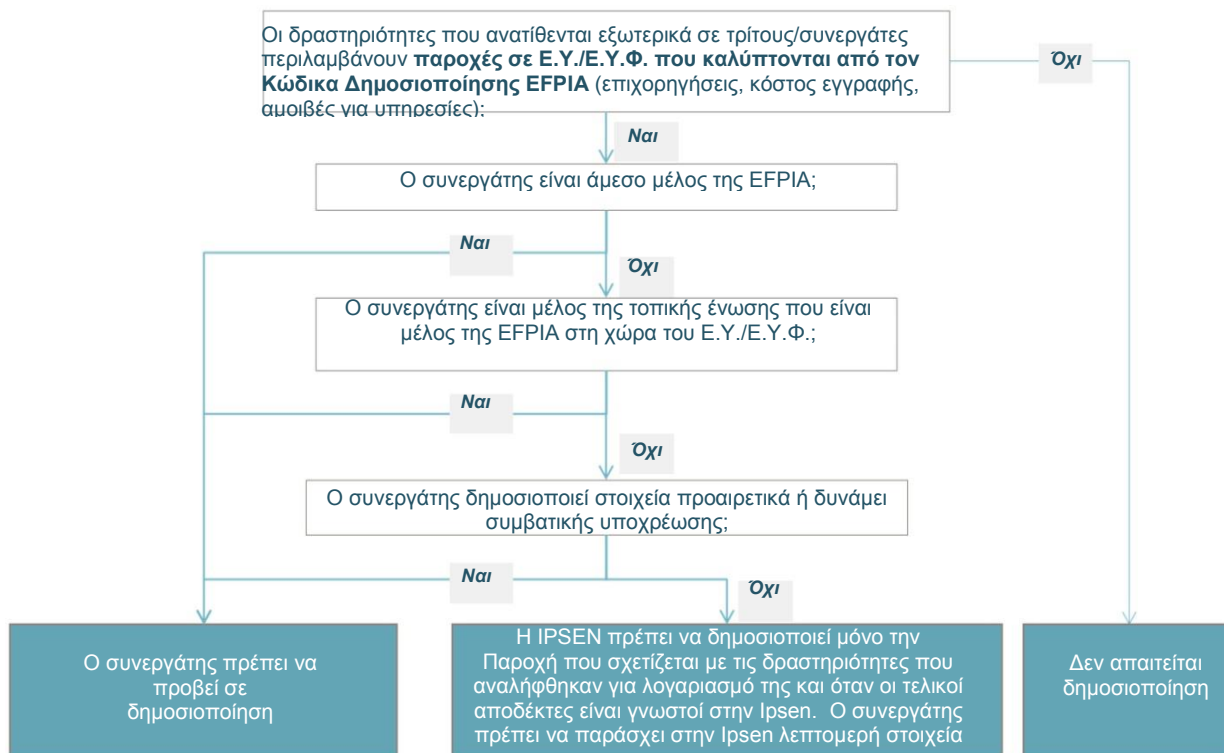 Οι δραστηριότητες που ανατίθενται εξωτερικά σε τρίτους/συνεργάτες
περιλαμβάνουν παροχές σε Ε.Υ./Ε.Υ.Φ. που καλύπτονται από τον
Κώδικα Δημοσιοποίησης EFPIA (επιχορηγήσεις, κόστος εγγραφής,
αμοιβές για υπηρεσίες);
Όχι
Ναι
Ο συνεργάτης είναι άμεσο μέλος της EFPIA;
Ναι
Όχι
Ο συνεργάτης είναι μέλος της τοπικής ένωσης που είναι
μέλος της EFPIA στη χώρα του Ε.Υ./Ε.Υ.Φ.;
Ναι
Όχι
Ο συνεργάτης δημοσιοποιεί στοιχεία προαιρετικά ή δυνάμει
συμβατικής υποχρέωσης;
Ναι
Όχι
Ο συνεργάτης πρέπει να
προβεί σε
δημοσιοποίηση
Η IPSEN πρέπει να δημοσιοποιεί μόνο την
Παροχή που σχετίζεται με τις δραστηριότητες που
αναλήφθηκαν για λογαριασμό της και όταν οι τελικοί
αποδέκτες είναι γνωστοί στην Ipsen. Ο συνεργάτης
πρέπει να παράσχει στην Ipsen λεπτομερή στοιχεία
Δεν απαιτείται
δημοσιοποίηση